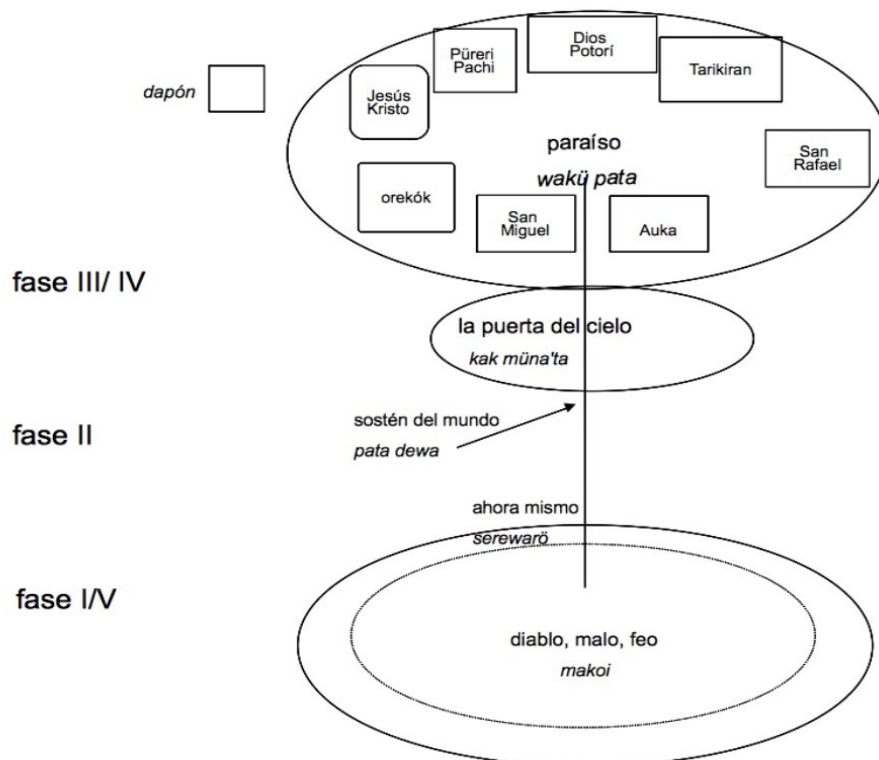 Dios
Potorí
Püreri
Pachi
Tarikiran
dapón
Jesús
Kristo
paraíso
San
Rafael
wakü pata
orekók
San
Miguel
Auka
fase III/ IV
la puerta del cielo
kak müna'ta
sostén del mundo
fase II
pata dewa
ahora mismo
serewarö
fase I/V
diablo, malo, feo
makoi